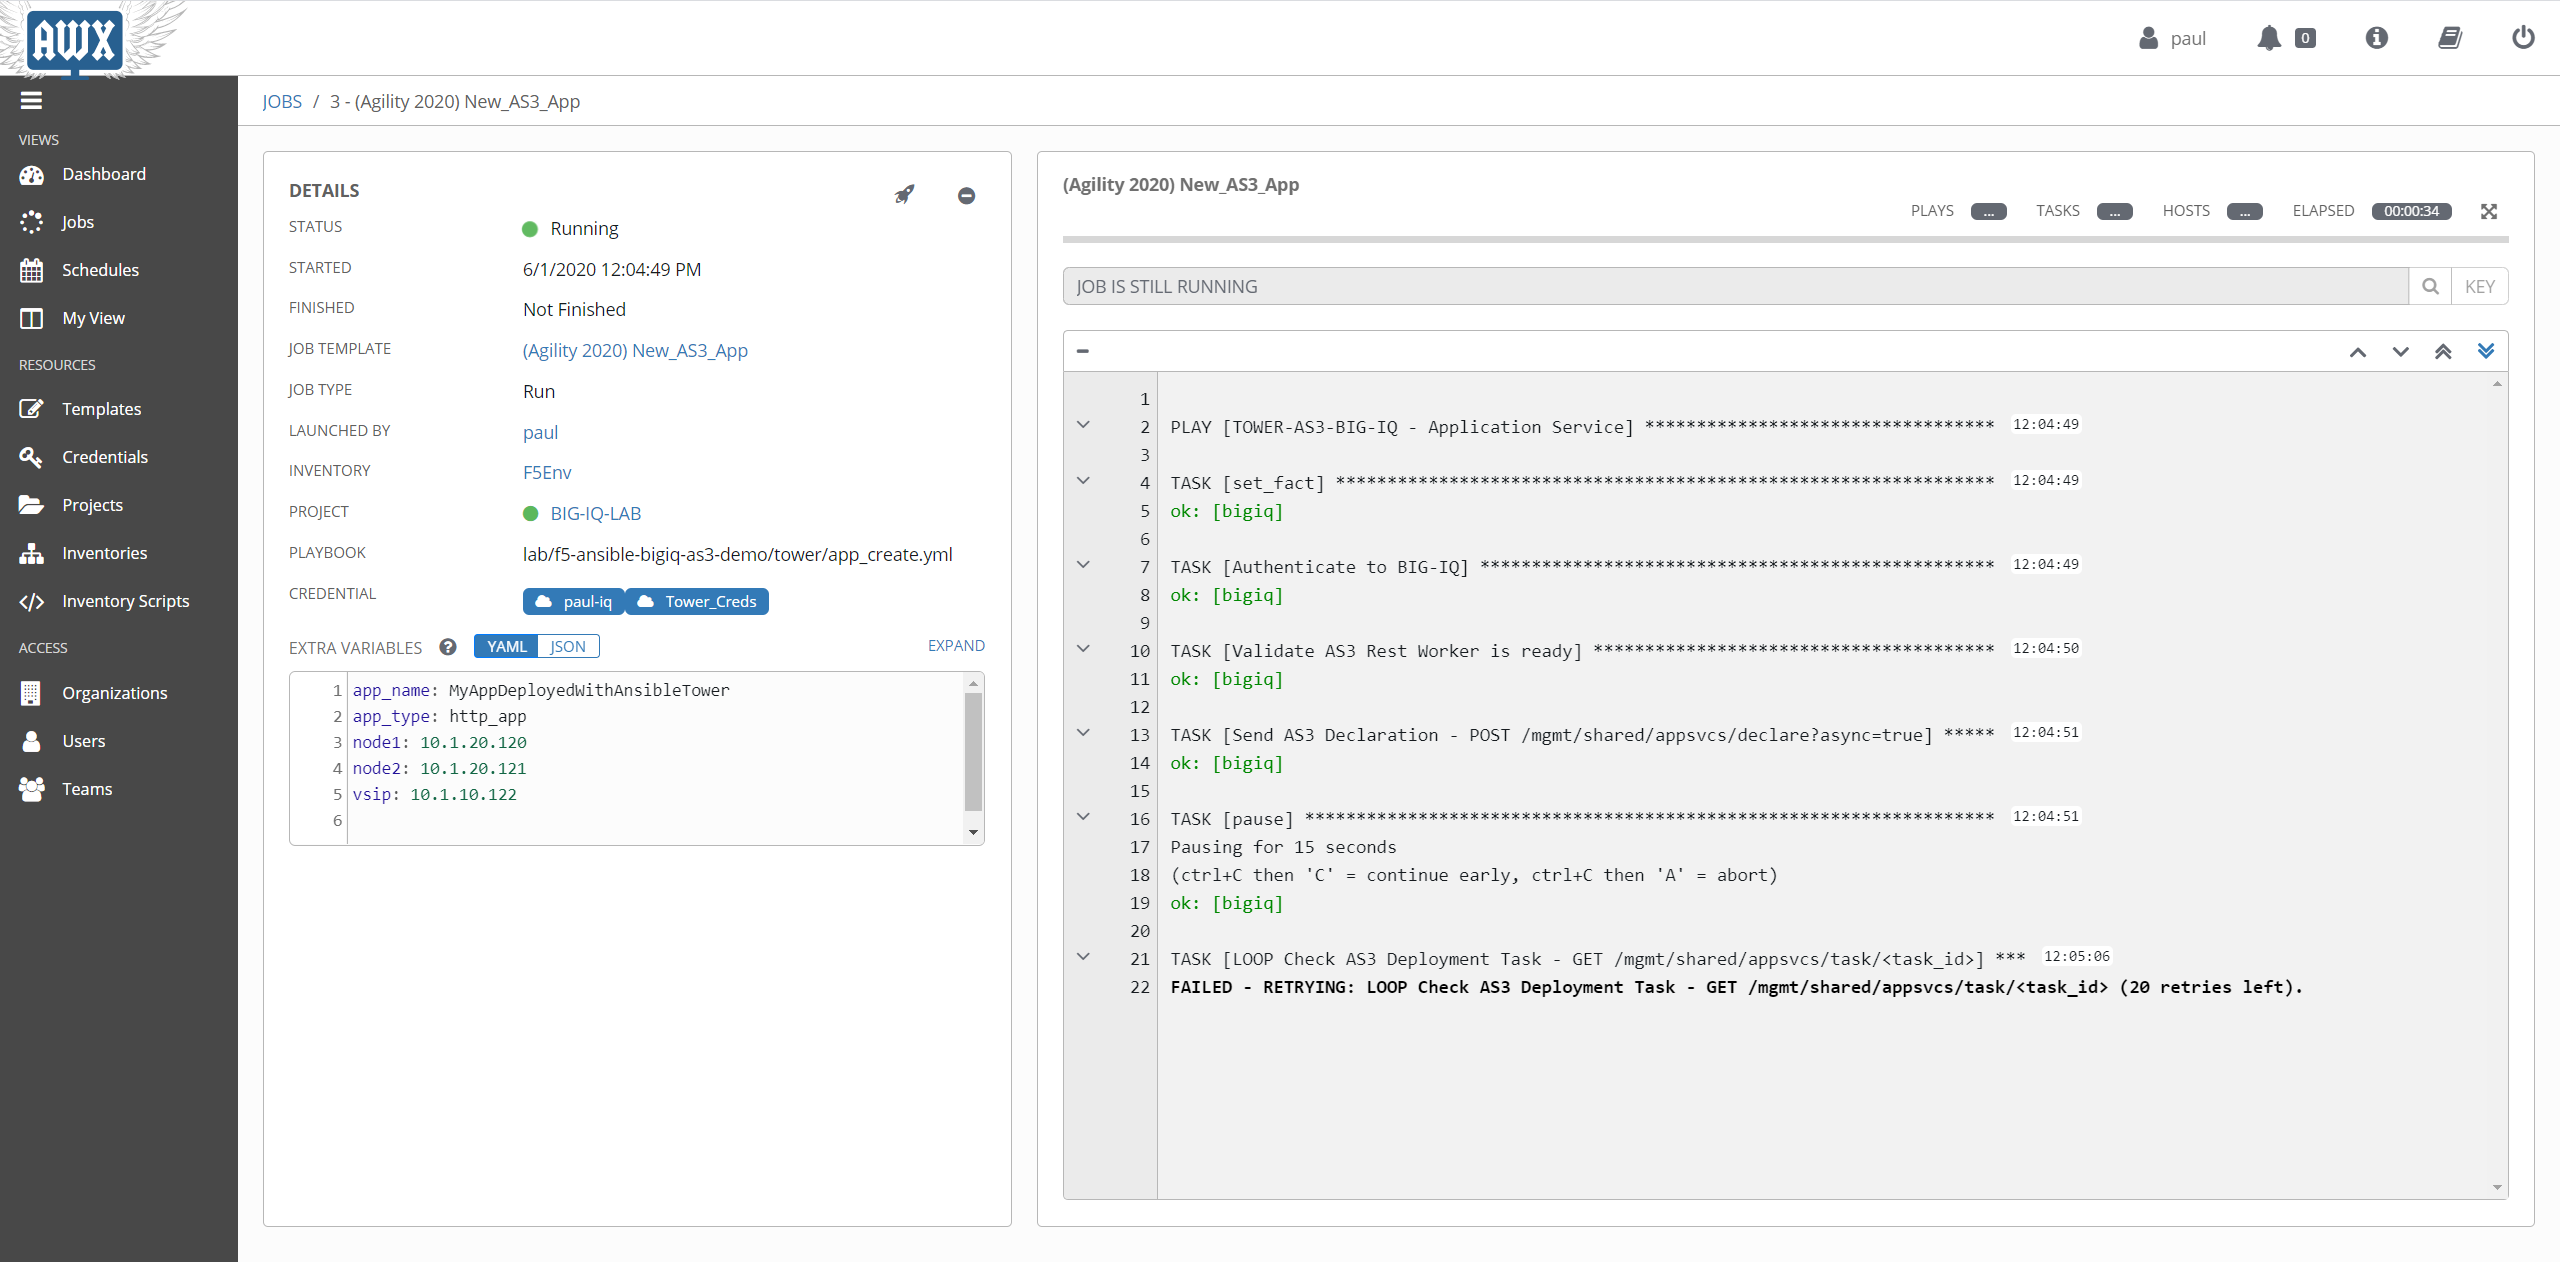 AWX
paul 0
VIEWS
Dashboard
Jobs
Schedules
My View
RESOURCES
Templates
Credentials
Projects
Inventories
Inventory Scripts
ACCESS
Organizations
Users
Teams
JOBS / 3 - (Agility 2020) New_AS3_App
DETAILS
STATUS Running
STARTED 6/1/2020 12:04:49 PM
FINISHED Not Finished
JOB TEMPLATE (Agility 2020) New_AS3_App
JOB TYPE Run
LAUNCHED BY paul
INVENTORY F5Env
PROJECT BIG-IQ-LAB
PLAYBOOK lab/f5-ansible-bigiq-as3-demo/tower/app_create.yml
CREDENTIAL paul-iq Tower_Creds
EXTRA VARIABLES ? YAML JSON EXPAND
1 app_name: MyAppDeployedWithAnsibleTower
2 app_type: http_app
3 node1: 10.1.20.120
4 node2: 10.1.20.121
5 vsip: 10.1.10.122
6
(Agility 2020) New_AS3_App
PLAYS ... TASKS ... HOSTS ... ELAPSED 00:00:34
JOB IS STILL RUNNING KEY
1
2 PLAY [TOWER-AS3-BIG-IQ - Application Service] ********************************** 12:04:49
3
4 TASK [set_fact] **************************************************************** 12:04:49
5 ok: [bigiq]
6
7 TASK [Authenticate to BIG-IQ] ************************************************** 12:04:49
8 ok: [bigiq]
9
10 TASK [Validate AS3 Rest Worker is ready] *************************************** 12:04:50
11 ok: [bigiq]
12
13 TASK [Send AS3 Declaration - POST /mgmt/shared/appsvcs/declare?async=true] ***** 12:04:51
14 ok: [bigiq]
15
16 TASK [pause] ******************************************************************* 12:04:51
17 Pausing for 15 seconds
18 (ctrl+C then 'C' = continue early, ctrl+C then 'A' = abort)
19 ok: [bigiq]
20
21 TASK [LOOP Check AS3 Deployment Task - GET /mgmt/shared/appsvcs/task/<task_id>] *** 12:05:06
22 FAILED - RETRYING: LOOP Check AS3 Deployment Task - GET /mgmt/shared/appsvcs/task/<task_id> (20 retries left).